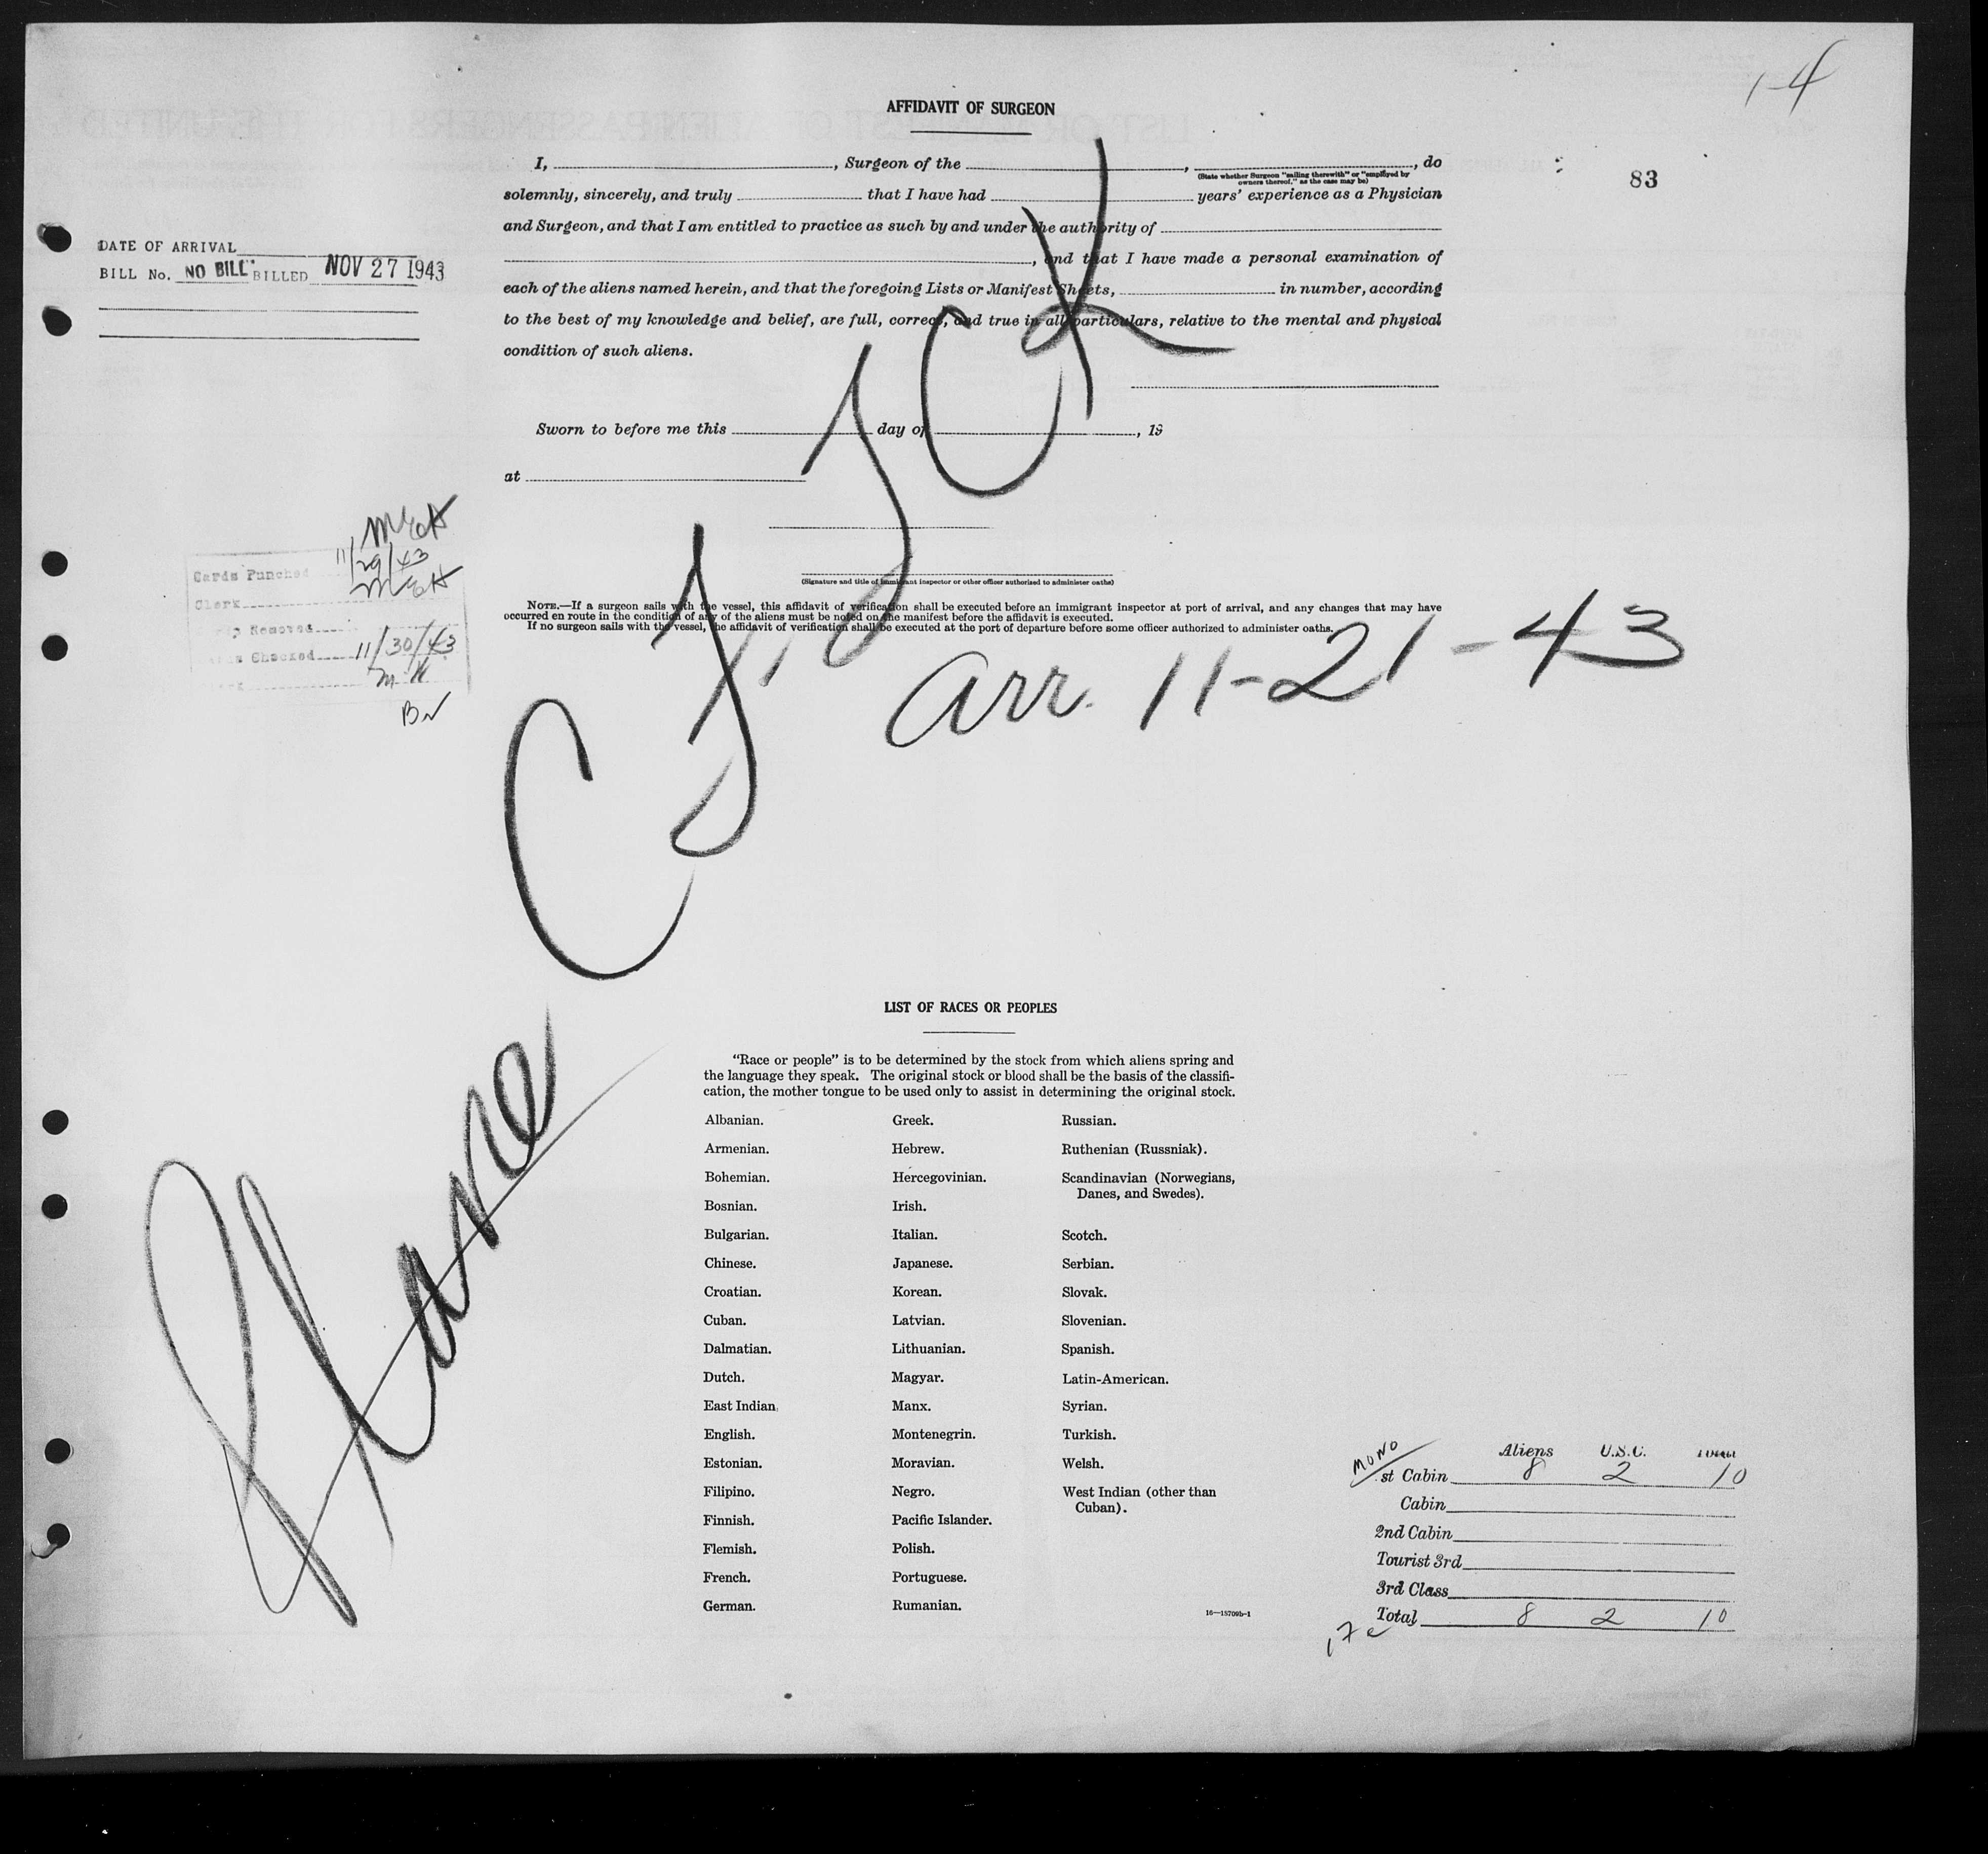 1-4
AFFIDAVIT OF SURGEON
I, , Surgeon of the , , do
(State whether Surgeon "sailing therewith" or "employed by
owners thereof," as the case may be)
83
solemnly, sincerely, and truly that I have had years' experience as a Physician
and Surgeon, and that I am entitled to practice as such by and under the authority of
, and that I have made a personal examination of
each of the aliens named herein, and that the foregoing Lists or Manifest Sheets, in number, according
to the best of my knowledge and belief, are full, correct, and true in all particulars, relative to the mental and physical
condition of such aliens.
DATE OF ARRIVAL
BILL No. NO BILL BILLED NOV 27 1943
Sworn to before me this day of , 19
at
(Signature and title of immigrant inspector or other officer authorized to administer oaths)
NOTE.—If a surgeon sails with the vessel, this affidavit of verification shall be executed before an immigrant inspector at port of arrival, and any changes that may have
occurred en route in the condition of any of the aliens must be noted on the manifest before the affidavit is executed.
If no surgeon sails with the vessel, the affidavit of verification shall be executed at the port of departure before some officer authorized to administer oaths.
Cards Punched 11/29/43
Clerk
Removed
Checked 11/30/43
Plane
arr. 11-21-43
LIST OF RACES OR PEOPLES
"Race or people" is to be determined by the stock from which aliens spring and
the language they speak. The original stock or blood shall be the basis of the classifi-
cation, the mother tongue to be used only to assist in determining the original stock.
Albanian.
Armenian.
Bohemian.
Bosnian.
Bulgarian.
Chinese.
Croatian.
Cuban.
Dalmatian.
Dutch.
East Indian.
English.
Estonian.
Filipino.
Finnish.
Flemish.
French.
German.
Greek.
Hebrew.
Hercegovinian.
Irish.
Italian.
Japanese.
Korean.
Latvian.
Lithuanian.
Magyar.
Manx.
Montenegrin.
Moravian.
Negro.
Pacific Islander.
Polish.
Portuguese.
Rumanian.
Russian.
Ruthenian (Russniak).
Scandinavian (Norwegians,
Danes, and Swedes).
Scotch.
Serbian.
Slovak.
Slovenian.
Spanish.
Latin-American.
Syrian.
Turkish.
Welsh.
West Indian (other than
Cuban).
16—15709b-1
MONO
Aliens U.S.C. Total
st Cabin 8 2 10
Cabin
2nd Cabin
Tourist 3rd
3rd Class
Total 8 2 10